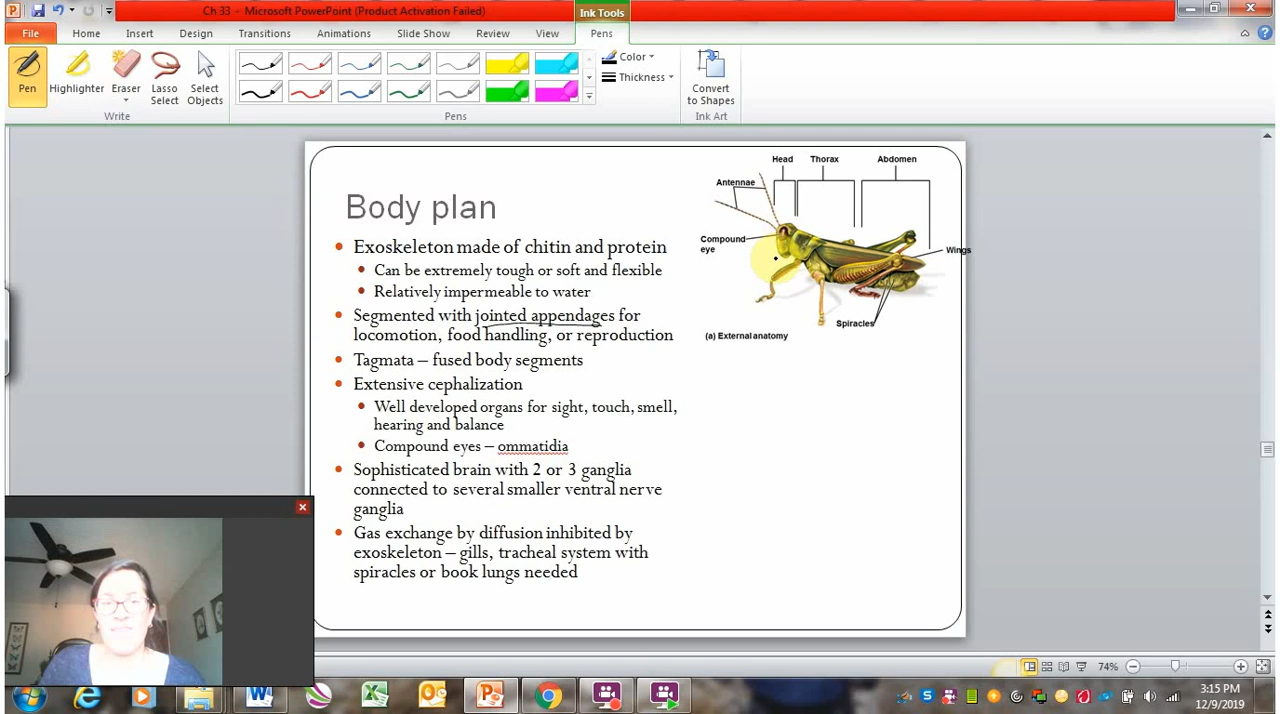 Ch 33 - Microsoft PowerPoint (Product Activation Failed)
Ink Tools
File
Home
Insert
Design
Transitions
Animations
Slide Show
Review
View
Pens
Pen
Highlighter
Eraser
Lasso
Select
Select
Objects
Color
Thickness
Convert
to Shapes
Write
Pens
Ink Art
Body plan
Exoskeleton made of chitin and protein
Can be extremely tough or soft and flexible
Relatively impermeable to water
Segmented with jointed appendages for
locomotion, food handling, or reproduction
Tagmata – fused body segments
Extensive cephalization
Well developed organs for sight, touch, smell,
hearing and balance
Compound eyes – ommatidia
Sophisticated brain with 2 or 3 ganglia
connected to several smaller ventral nerve
ganglia
Gas exchange by diffusion inhibited by
exoskeleton – gills, tracheal system with
spiracles or book lungs needed
Head
Thorax
Abdomen
Antennae
Compound
eye
Wings
Spiracles
(a) External anatomy
74%
3:15 PM
12/9/2019